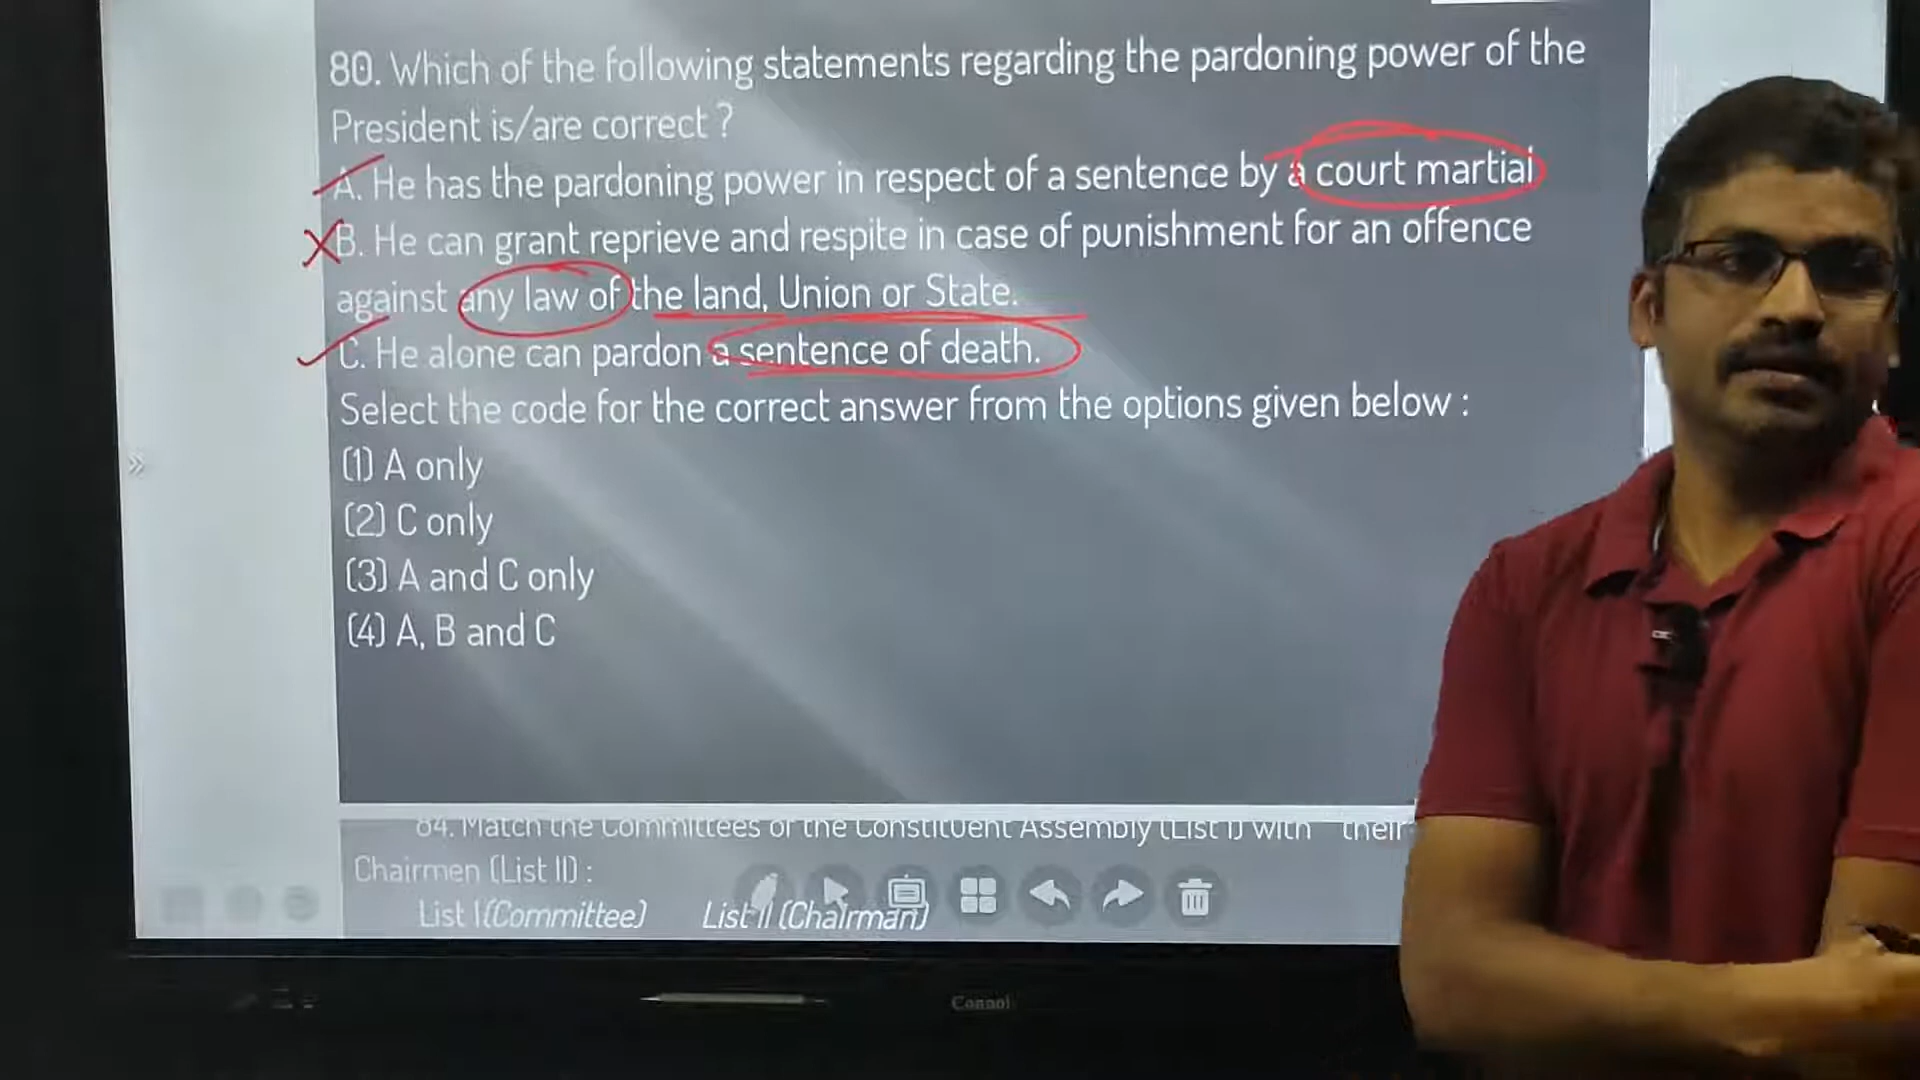 80. Which of the following statements regarding the pardoning power of the
President is/are correct ?
A. He has the pardoning power in respect of a sentence by a court martial
B. He can grant reprieve and respite in case of punishment for an offence
against any law of the land, Union or State.
C. He alone can pardon a sentence of death.
Select the code for the correct answer from the options given below :
(1) A only
(2) C only
(3) A and C only
(4) A, B and C
84. Match the Committees of the Constituent Assembly (List I) with their
Chairmen (List II) :
List I (Committee) List II (Chairman)